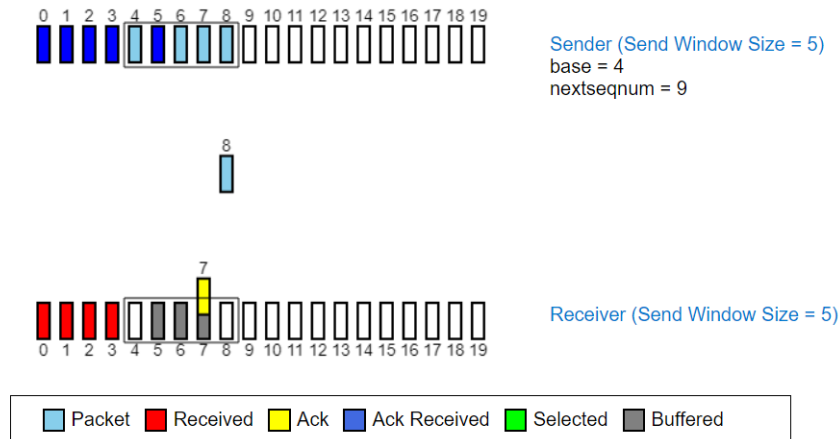 0 1 2 3 4 5 6 7 8 9 10 11 12 13 14 15 16 17 18 19
Sender (Send Window Size = 5)
base = 4
nextseqnum = 9
8
7
Receiver (Send Window Size = 5)
0 1 2 3 4 5 6 7 8 9 10 11 12 13 14 15 16 17 18 19
Packet Received Ack Ack Received Selected Buffered